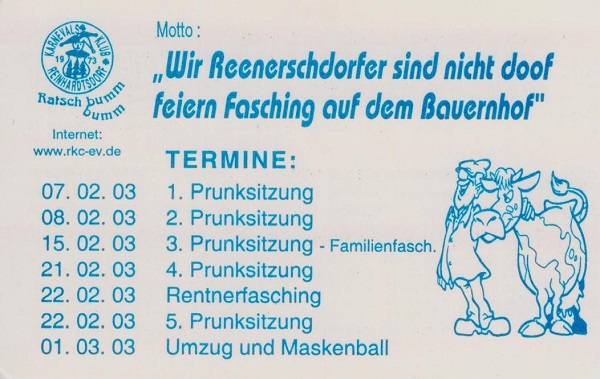 KARNEVALS KLUB
1973
REINHARDTSDORF
Ratsch bumm
bumm
Internet:
www.rkc-ev.de
Motto:
„Wir Reenerschdorfer sind nicht doof
feiern Fasching auf dem Bauernhof"
TERMINE:
07. 02. 03 1. Prunksitzung
08. 02. 03 2. Prunksitzung
15. 02. 03 3. Prunksitzung - Familienfasch.
21. 02. 03 4. Prunksitzung
22. 02. 03 Rentnerfasching
22. 02. 03 5. Prunksitzung
01. 03. 03 Umzug und Maskenball